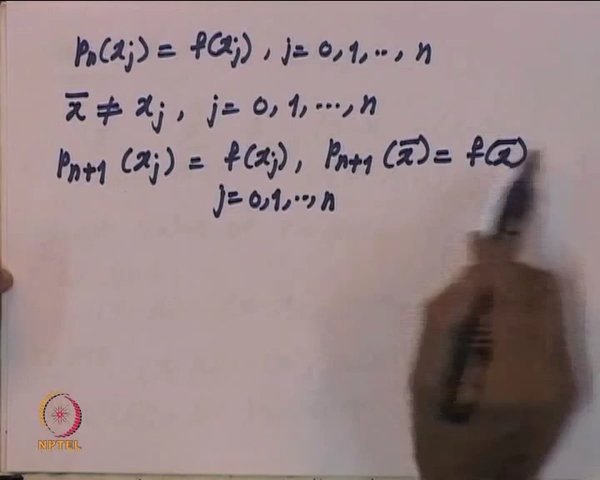 pn(xj) = f(xj), j = 0, 1, .., n
x̄ ≠ xj, j = 0, 1, ..., n
pn+1 (xj) = f(xj), pn+1 (x̄) = f(x̄)
j = 0, 1, .., n
NPTEL